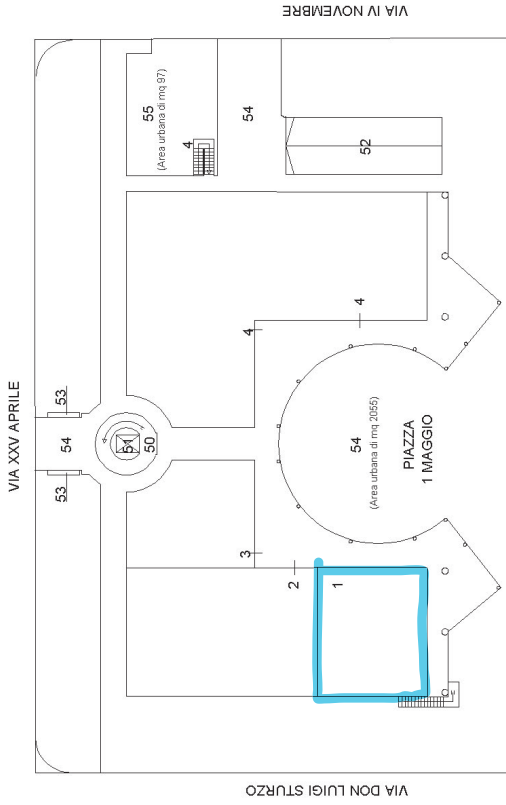 VIA IV NOVEMBRE
55
(Area urbana di mq 97)
4
54
52
VIA XXV APRILE
53
54
53
51
50
4
4
54
(Area urbana di mq 2055)
PIAZZA
1 MAGGIO
3
2
1
VIA DON LUIGI STURZO